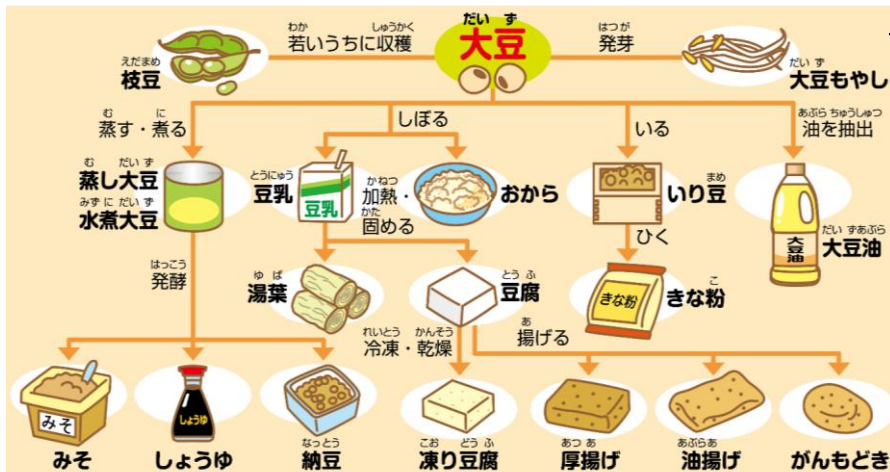 わか しゅうかく
若いうちに収穫
だいず
大豆
はつが
発芽
えだまめ
枝豆
だいず
大豆もやし
む に
蒸す・煮る
しぼる
いる
あぶら ちゅうしゅつ
油を抽出
む だいず
蒸し大豆
みずに だいず
水煮大豆
とうにゅう
豆乳
豆乳
かねつ
加熱・
かた
固める
おから
まめ
いり豆
大豆油
だいずあぶら
大豆油
はっこう
発酵
ゆば
湯葉
とうふ
豆腐
ひく
きな粉
こ
きな粉
れいとう かんそう
冷凍・乾燥
あ
揚げる
みそ
みそ
しょうゆ
しょうゆ
なっとう
納豆
こお どうふ
凍り豆腐
あつあ
厚揚げ
あぶらあ
油揚げ
がんもどき